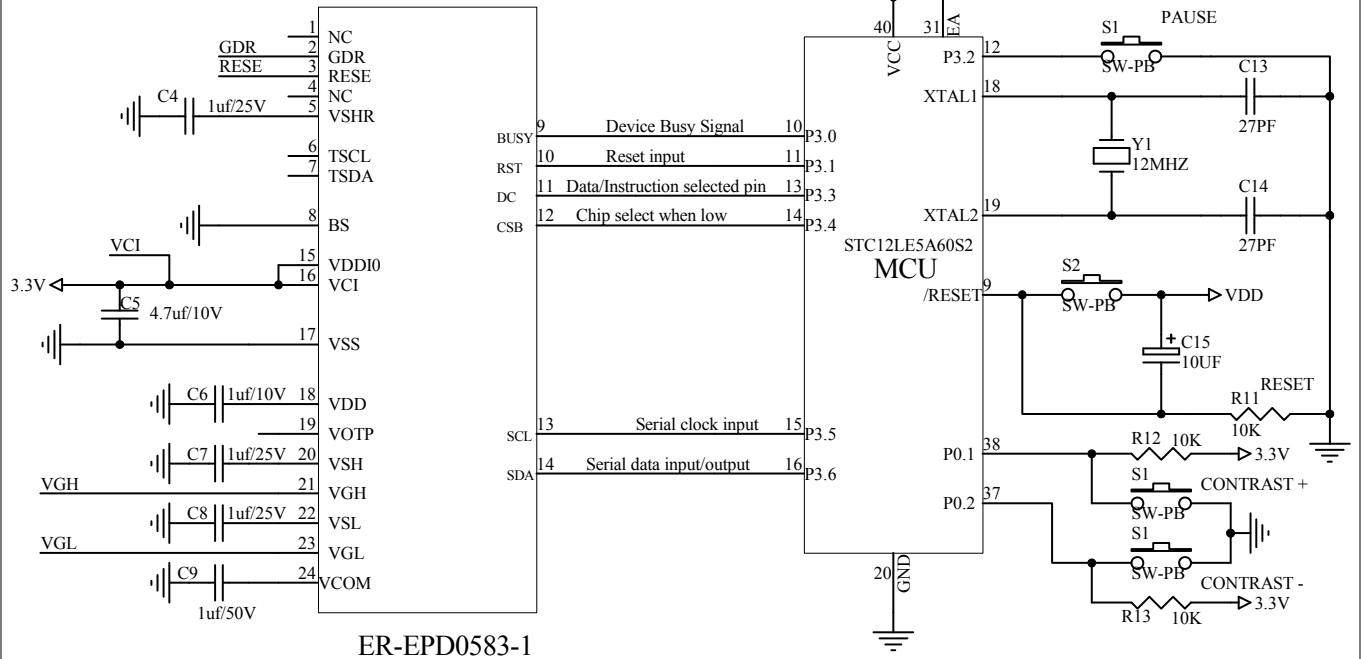 1 NC
GDR 2 GDR
RESE 3 RESE
4 NC
C4 1uf/25V 5 VSHR
6 TSCL
7 TSDA
8 BS
VCI 15 VDDI0
3.3V 16 VCI
C5 4.7uf/10V
17 VSS
C6 1uf/10V 18 VDD
19 VOTP
C7 1uf/25V 20 VSH
VGH 21 VGH
C8 1uf/25V 22 VSL
VGL 23 VGL
C9 24 VCOM
1uf/50V
ER-EPD0583-1
BUSY 9 Device Busy Signal 10 P3.0
RST 10 Reset input 11 P3.1
DC 11 Data/Instruction selected pin 13 P3.3
CSB 12 Chip select when low 14 P3.4
SCL 13 Serial clock input 15 P3.5
SDA 14 Serial data input/output 16 P3.6
40 VCC
31 EA
STC12LE5A60S2
MCU
20 GND
P3.2 12 S1 PAUSE
SW-PB
XTAL1 18 C13
27PF
Y1
12MHZ
XTAL2 19 C14
27PF
/RESET 9 S2
SW-PB VDD
C15
10UF
R11 RESET
10K
P0.1 38 R12 10K 3.3V
S1 CONTRAST +
SW-PB
P0.2 37
S1
SW-PB CONTRAST -
R13 10K 3.3V